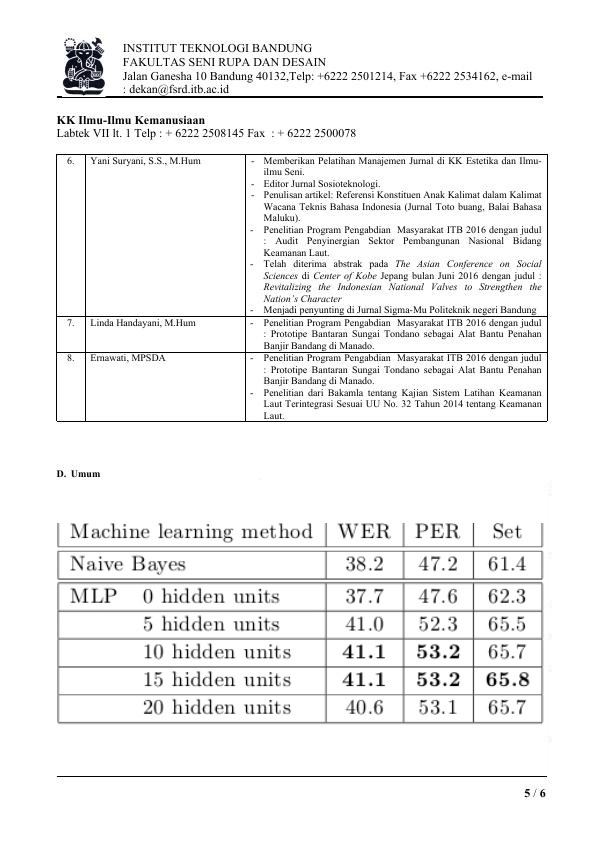 INSTITUT TEKNOLOGI BANDUNG
FAKULTAS SENI RUPA DAN DESAIN
Jalan Ganesha 10 Bandung 40132,Telp: +6222 2501214, Fax +6222 2534162, e-mail
: dekan@fsrd.itb.ac.id
KK Ilmu-Ilmu Kemanusiaan
Labtek VII lt. 1 Telp : + 6222 2508145 Fax : + 6222 2500078
6. Yani Suryani, S.S., M.Hum - Memberikan Pelatihan Manajemen Jurnal di KK Estetika dan Ilmu-
ilmu Seni.
- Editor Jurnal Sosioteknologi.
- Penulisan artikel: Referensi Konstituen Anak Kalimat dalam Kalimat
Wacana Teknis Bahasa Indonesia (Jurnal Toto buang, Balai Bahasa
Maluku).
- Penelitian Program Pengabdian Masyarakat ITB 2016 dengan judul
: Audit Penyinergian Sektor Pembangunan Nasional Bidang
Keamanan Laut.
- Telah diterima abstrak pada The Asian Conference on Social
Sciences di Center of Kobe Jepang bulan Juni 2016 dengan judul :
Revitalizing the Indonesian National Valves to Strengthen the
Nation's Character
- Menjadi penyunting di Jurnal Sigma-Mu Politeknik negeri Bandung
7. Linda Handayani, M.Hum - Penelitian Program Pengabdian Masyarakat ITB 2016 dengan judul
: Prototipe Bantaran Sungai Tondano sebagai Alat Bantu Penahan
Banjir Bandang di Manado.
8. Ernawati, MPSDA - Penelitian Program Pengabdian Masyarakat ITB 2016 dengan judul
: Prototipe Bantaran Sungai Tondano sebagai Alat Bantu Penahan
Banjir Bandang di Manado.
- Penelitian dari Bakamla tentang Kajian Sistem Latihan Keamanan
Laut Terintegrasi Sesuai UU No. 32 Tahun 2014 tentang Keamanan
Laut.
D. Umum
Machine learning method WER PER Set
Naive Bayes 38.2 47.2 61.4
MLP 0 hidden units 37.7 47.6 62.3
5 hidden units 41.0 52.3 65.5
10 hidden units 41.1 53.2 65.7
15 hidden units 41.1 53.2 65.8
20 hidden units 40.6 53.1 65.7
5 / 6